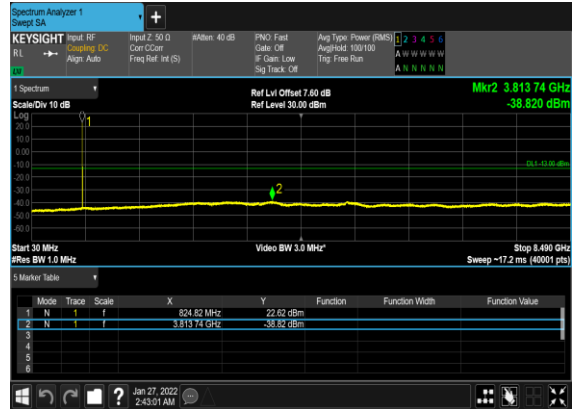 Spectrum Analyzer 1
Swept SA
+
KEYSIGHT Input: RF Input Z: 50 Ω #Atten: 40 dB PNO: Fast Avg Type: Power (RMS) 1 2 3 4 5 6
RL Coupling: DC Corr CCorr Gate: Off Avg|Hold: 100/100 A W W W W W
Align: Auto Freq Ref: Int (S) IF Gain: Low Trig: Free Run
Sig Track: Off A N N N N N
1 Spectrum Ref Lvl Offset 7.60 dB Mkr2 3.813 74 GHz
Scale/Div 10 dB Ref Level 30.00 dBm -38.820 dBm
Log
1
20.0
10.0
0.00
-10.0
DL1 -13.00 dBm
-20.0
-30.0
2
-40.0
-50.0
-60.0
Start 30 MHz Video BW 3.0 MHz* Stop 8.490 GHz
#Res BW 1.0 MHz Sweep ~17.2 ms (40001 pts)
5 Marker Table
Mode Trace Scale X Y Function Function Width Function Value
1 N 1 f 824.82 MHz 22.62 dBm
2 N 1 f 3.813 74 GHz -38.82 dBm
3
4
5
6
? Jan 27, 2022
2:43:01 AM